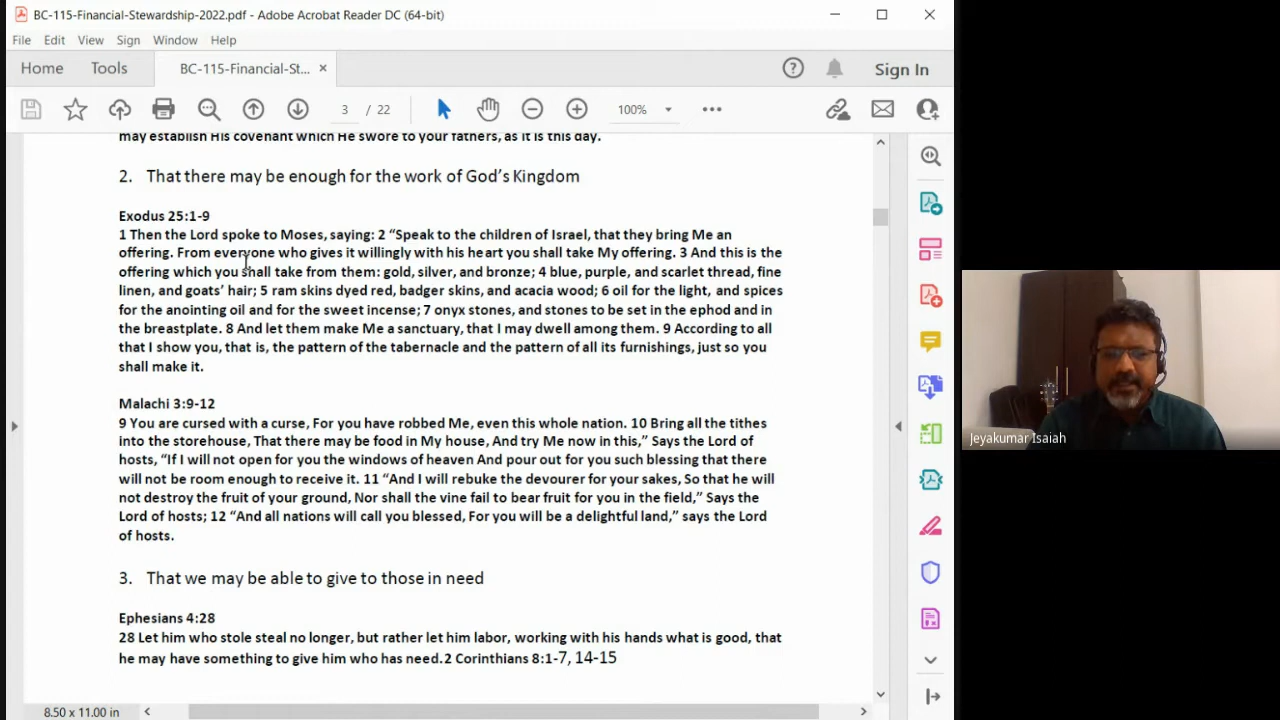 BC-115-Financial-Stewardship-2022.pdf - Adobe Acrobat Reader DC (64-bit)
File Edit View Sign Window Help
Home Tools BC-115-Financial-St... ×
Sign In
3 / 22 100%
may establish His covenant which He swore to your fathers, as it is this day.
2. That there may be enough for the work of God's Kingdom
Exodus 25:1-9
1 Then the Lord spoke to Moses, saying: 2 “Speak to the children of Israel, that they bring Me an
offering. From everyone who gives it willingly with his heart you shall take My offering. 3 And this is the
offering which you shall take from them: gold, silver, and bronze; 4 blue, purple, and scarlet thread, fine
linen, and goats’ hair; 5 ram skins dyed red, badger skins, and acacia wood; 6 oil for the light, and spices
for the anointing oil and for the sweet incense; 7 onyx stones, and stones to be set in the ephod and in
the breastplate. 8 And let them make Me a sanctuary, that I may dwell among them. 9 According to all
that I show you, that is, the pattern of the tabernacle and the pattern of all its furnishings, just so you
shall make it.
Malachi 3:9-12
9 You are cursed with a curse, For you have robbed Me, even this whole nation. 10 Bring all the tithes
into the storehouse, That there may be food in My house, And try Me now in this,” Says the Lord of
hosts, “If I will not open for you the windows of heaven And pour out for you such blessing that there
will not be room enough to receive it. 11 “And I will rebuke the devourer for your sakes, So that he will
not destroy the fruit of your ground, Nor shall the vine fail to bear fruit for you in the field,” Says the
Lord of hosts; 12 “And all nations will call you blessed, For you will be a delightful land,” says the Lord
of hosts.
3. That we may be able to give to those in need
Ephesians 4:28
28 Let him who stole steal no longer, but rather let him labor, working with his hands what is good, that
he may have something to give him who has need.2 Corinthians 8:1-7, 14-15
8.50 x 11.00 in
Jeyakumar Isaiah